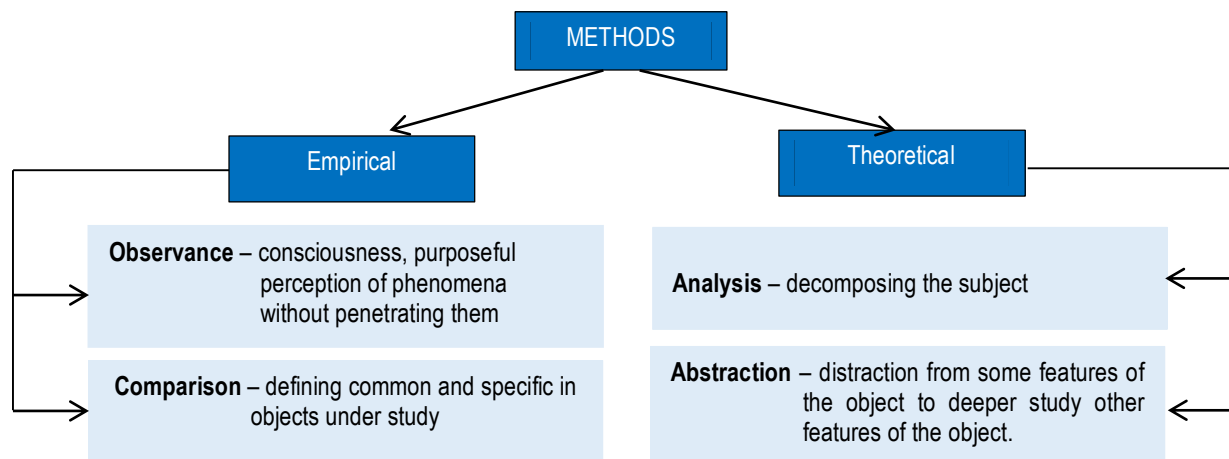 METHODS
Empirical
Theoretical
Observance – consciousness, purposeful
perception of phenomena
without penetrating them
Comparison – defining common and specific in
objects under study
Analysis – decomposing the subject
Abstraction – distraction from some features of
the object to deeper study other
features of the object.